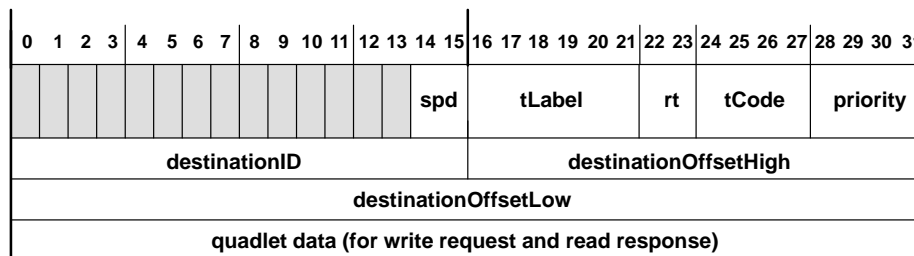 0 1 2 3 4 5 6 7 8 9 10 11 12 13 14 15 16 17 18 19 20 21 22 23 24 25 26 27 28 29 30
spd tLabel rt tCode priority
destinationID destinationOffsetHigh
destinationOffsetLow
quadlet data (for write request and read response)